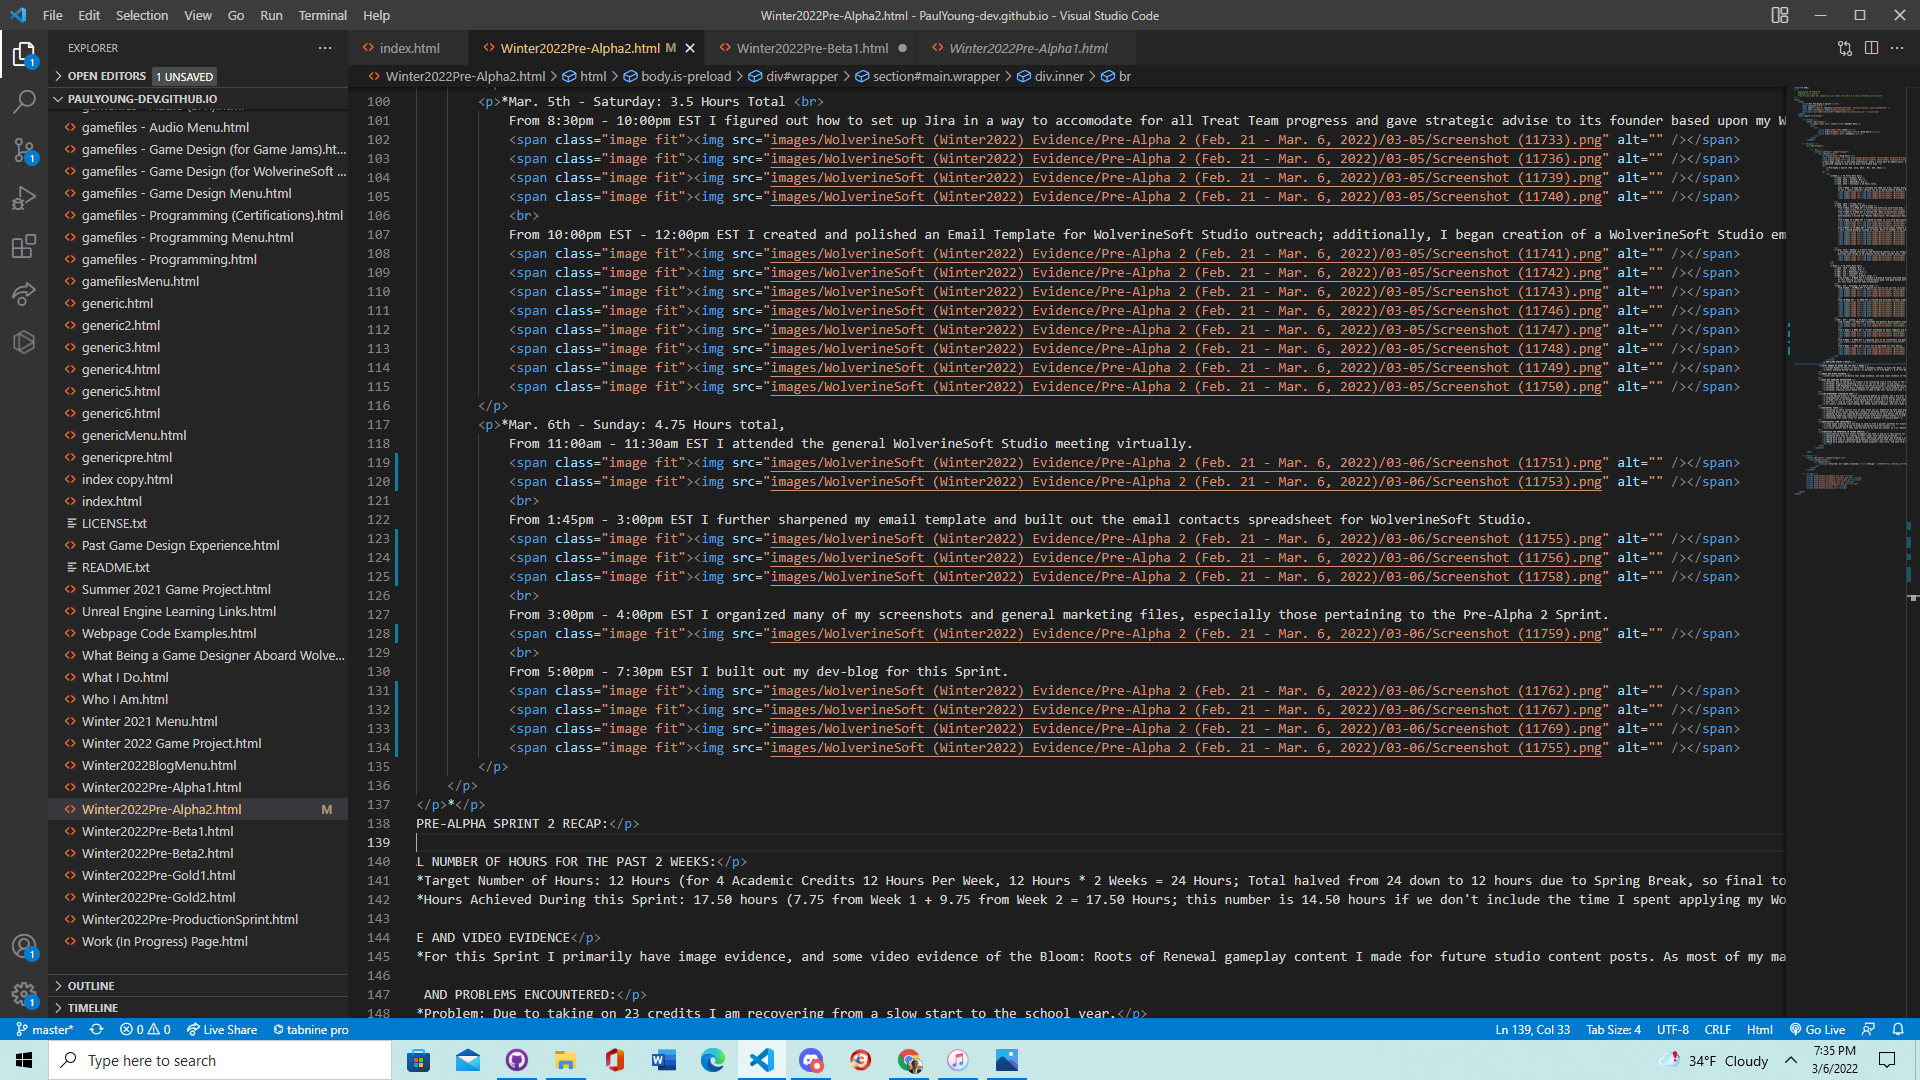 File Edit Selection View Go Run Terminal Help
Winter2022Pre-Alpha2.html - PaulYoung-dev.github.io - Visual Studio Code
EXPLORER
OPEN EDITORS 1 UNSAVED
PAULYOUNG-DEV.GITHUB.IO
gamefiles - Audio Menu.html
gamefiles - Game Design (for Game Jams).ht...
gamefiles - Game Design (for WolverineSoft ...
gamefiles - Game Design Menu.html
gamefiles - Programming (Certifications).html
gamefiles - Programming Menu.html
gamefiles - Programming.html
gamefilesMenu.html
generic.html
generic2.html
generic3.html
generic4.html
generic5.html
generic6.html
genericMenu.html
genericpre.html
index copy.html
index.html
LICENSE.txt
Past Game Design Experience.html
README.txt
Summer 2021 Game Project.html
Unreal Engine Learning Links.html
Webpage Code Examples.html
What Being a Game Designer Aboard Wolve...
What I Do.html
Who I Am.html
Winter 2021 Menu.html
Winter 2022 Game Project.html
Winter2022BlogMenu.html
Winter2022Pre-Alpha1.html
Winter2022Pre-Alpha2.html M
Winter2022Pre-Beta1.html
Winter2022Pre-Beta2.html
Winter2022Pre-Gold1.html
Winter2022Pre-Gold2.html
Winter2022Pre-ProductionSprint.html
Work (In Progress) Page.html
OUTLINE
TIMELINE
index.html Winter2022Pre-Alpha2.html M Winter2022Pre-Beta1.html Winter2022Pre-Alpha1.html
Winter2022Pre-Alpha2.html > html > body.is-preload > div#wrapper > section#main.wrapper > div.inner > br
100 <p>*Mar. 5th - Saturday: 3.5 Hours Total <br>
101 From 8:30pm - 10:00pm EST I figured out how to set up Jira in a way to accomodate for all Treat Team progress and gave strategic advise to its founder based upon my W
102 <span class="image fit"><img src="images/WolverineSoft (Winter2022) Evidence/Pre-Alpha 2 (Feb. 21 - Mar. 6, 2022)/03-05/Screenshot (11733).png" alt="" /></span>
103 <span class="image fit"><img src="images/WolverineSoft (Winter2022) Evidence/Pre-Alpha 2 (Feb. 21 - Mar. 6, 2022)/03-05/Screenshot (11736).png" alt="" /></span>
104 <span class="image fit"><img src="images/WolverineSoft (Winter2022) Evidence/Pre-Alpha 2 (Feb. 21 - Mar. 6, 2022)/03-05/Screenshot (11739).png" alt="" /></span>
105 <span class="image fit"><img src="images/WolverineSoft (Winter2022) Evidence/Pre-Alpha 2 (Feb. 21 - Mar. 6, 2022)/03-05/Screenshot (11740).png" alt="" /></span>
106 <br>
107 From 10:00pm EST - 12:00pm EST I created and polished an Email Template for WolverineSoft Studio outreach; additionally, I began creation of a WolverineSoft Studio em
108 <span class="image fit"><img src="images/WolverineSoft (Winter2022) Evidence/Pre-Alpha 2 (Feb. 21 - Mar. 6, 2022)/03-05/Screenshot (11741).png" alt="" /></span>
109 <span class="image fit"><img src="images/WolverineSoft (Winter2022) Evidence/Pre-Alpha 2 (Feb. 21 - Mar. 6, 2022)/03-05/Screenshot (11742).png" alt="" /></span>
110 <span class="image fit"><img src="images/WolverineSoft (Winter2022) Evidence/Pre-Alpha 2 (Feb. 21 - Mar. 6, 2022)/03-05/Screenshot (11743).png" alt="" /></span>
111 <span class="image fit"><img src="images/WolverineSoft (Winter2022) Evidence/Pre-Alpha 2 (Feb. 21 - Mar. 6, 2022)/03-05/Screenshot (11746).png" alt="" /></span>
112 <span class="image fit"><img src="images/WolverineSoft (Winter2022) Evidence/Pre-Alpha 2 (Feb. 21 - Mar. 6, 2022)/03-05/Screenshot (11747).png" alt="" /></span>
113 <span class="image fit"><img src="images/WolverineSoft (Winter2022) Evidence/Pre-Alpha 2 (Feb. 21 - Mar. 6, 2022)/03-05/Screenshot (11748).png" alt="" /></span>
114 <span class="image fit"><img src="images/WolverineSoft (Winter2022) Evidence/Pre-Alpha 2 (Feb. 21 - Mar. 6, 2022)/03-05/Screenshot (11749).png" alt="" /></span>
115 <span class="image fit"><img src="images/WolverineSoft (Winter2022) Evidence/Pre-Alpha 2 (Feb. 21 - Mar. 6, 2022)/03-05/Screenshot (11750).png" alt="" /></span>
116 </p>
117 <p>*Mar. 6th - Sunday: 4.75 Hours total,
118 From 11:00am - 11:30am EST I attended the general WolverineSoft Studio meeting virtually.
119 <span class="image fit"><img src="images/WolverineSoft (Winter2022) Evidence/Pre-Alpha 2 (Feb. 21 - Mar. 6, 2022)/03-06/Screenshot (11751).png" alt="" /></span>
120 <span class="image fit"><img src="images/WolverineSoft (Winter2022) Evidence/Pre-Alpha 2 (Feb. 21 - Mar. 6, 2022)/03-06/Screenshot (11753).png" alt="" /></span>
121 <br>
122 From 1:45pm - 3:00pm EST I further sharpened my email template and built out the email contacts spreadsheet for WolverineSoft Studio.
123 <span class="image fit"><img src="images/WolverineSoft (Winter2022) Evidence/Pre-Alpha 2 (Feb. 21 - Mar. 6, 2022)/03-06/Screenshot (11755).png" alt="" /></span>
124 <span class="image fit"><img src="images/WolverineSoft (Winter2022) Evidence/Pre-Alpha 2 (Feb. 21 - Mar. 6, 2022)/03-06/Screenshot (11756).png" alt="" /></span>
125 <span class="image fit"><img src="images/WolverineSoft (Winter2022) Evidence/Pre-Alpha 2 (Feb. 21 - Mar. 6, 2022)/03-06/Screenshot (11758).png" alt="" /></span>
126 <br>
127 From 3:00pm - 4:00pm EST I organized many of my screenshots and general marketing files, especially those pertaining to the Pre-Alpha 2 Sprint.
128 <span class="image fit"><img src="images/WolverineSoft (Winter2022) Evidence/Pre-Alpha 2 (Feb. 21 - Mar. 6, 2022)/03-06/Screenshot (11759).png" alt="" /></span>
129 <br>
130 From 5:00pm - 7:30pm EST I built out my dev-blog for this Sprint.
131 <span class="image fit"><img src="images/WolverineSoft (Winter2022) Evidence/Pre-Alpha 2 (Feb. 21 - Mar. 6, 2022)/03-06/Screenshot (11762).png" alt="" /></span>
132 <span class="image fit"><img src="images/WolverineSoft (Winter2022) Evidence/Pre-Alpha 2 (Feb. 21 - Mar. 6, 2022)/03-06/Screenshot (11767).png" alt="" /></span>
133 <span class="image fit"><img src="images/WolverineSoft (Winter2022) Evidence/Pre-Alpha 2 (Feb. 21 - Mar. 6, 2022)/03-06/Screenshot (11769).png" alt="" /></span>
134 <span class="image fit"><img src="images/WolverineSoft (Winter2022) Evidence/Pre-Alpha 2 (Feb. 21 - Mar. 6, 2022)/03-06/Screenshot (11755).png" alt="" /></span>
135 </p>
136 </p>
137 </p>*</p>
138 PRE-ALPHA SPRINT 2 RECAP:</p>
139
140 L NUMBER OF HOURS FOR THE PAST 2 WEEKS:</p>
141 *Target Number of Hours: 12 Hours (for 4 Academic Credits 12 Hours Per Week, 12 Hours * 2 Weeks = 24 Hours; Total halved from 24 down to 12 hours due to Spring Break, so final to
142 *Hours Achieved During this Sprint: 17.50 hours (7.75 from Week 1 + 9.75 from Week 2 = 17.50 Hours; this number is 14.50 hours if we don't include the time I spent applying my Wo
143
144 E AND VIDEO EVIDENCE</p>
145 *For this Sprint I primarily have image evidence, and some video evidence of the Bloom: Roots of Renewal gameplay content I made for future studio content posts. As most of my ma
146
147 AND PROBLEMS ENCOUNTERED:</p>
148 *Problem: Due to taking on 23 credits I am recovering from a slow start to the school year.</p>
master* 0 0 Live Share tabnine pro
Ln 139, Col 33 Tab Size: 4 UTF-8 CRLF Html Go Live
Type here to search
34°F Cloudy
7:35 PM
3/6/2022